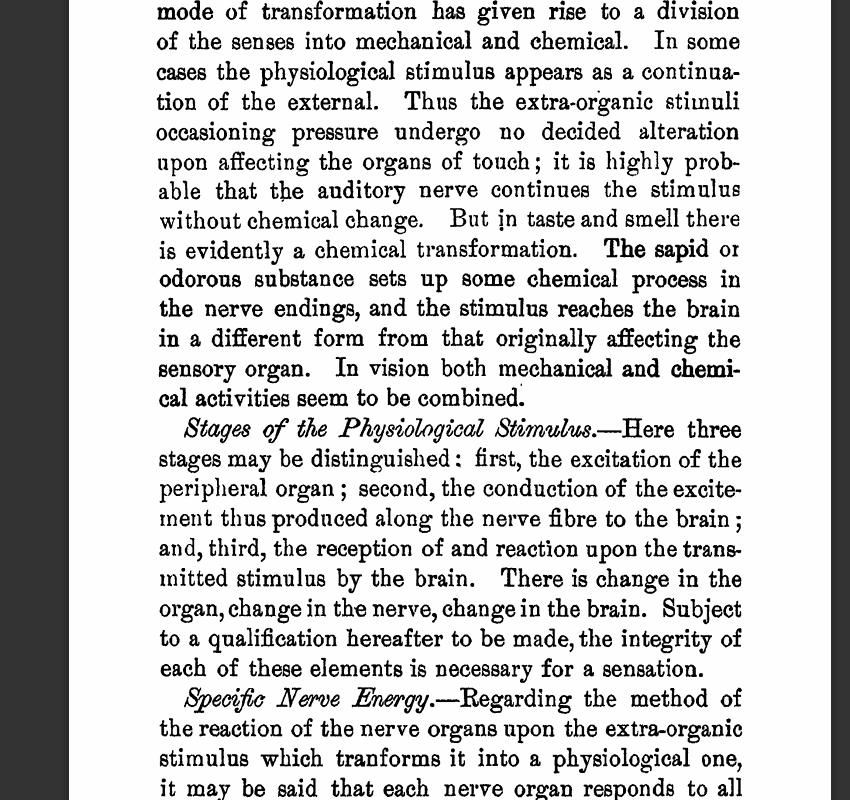 mode of transformation has given rise to a division
of the senses into mechanical and chemical. In some
cases the physiological stimulus appears as a continua-
tion of the external. Thus the extra-organic stimuli
occasioning pressure undergo no decided alteration
upon affecting the organs of touch; it is highly prob-
able that the auditory nerve continues the stimulus
without chemical change. But in taste and smell there
is evidently a chemical transformation. The sapid or
odorous substance sets up some chemical process in
the nerve endings, and the stimulus reaches the brain
in a different form from that originally affecting the
sensory organ. In vision both mechanical and chemi-
cal activities seem to be combined.
Stages of the Physiological Stimulus.—Here three
stages may be distinguished: first, the excitation of the
peripheral organ; second, the conduction of the excite-
ment thus produced along the nerve fibre to the brain;
and, third, the reception of and reaction upon the trans-
mitted stimulus by the brain. There is change in the
organ, change in the nerve, change in the brain. Subject
to a qualification hereafter to be made, the integrity of
each of these elements is necessary for a sensation.
Specific Nerve Energy.—Regarding the method of
the reaction of the nerve organs upon the extra-organic
stimulus which tranforms it into a physiological one,
it may be said that each nerve organ responds to all